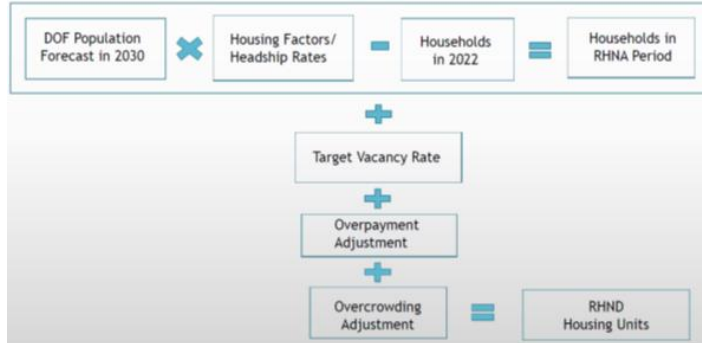 DOF Population
Forecast in 2030
Housing Factors/
Headship Rates
Households
in 2022
Households in
RHNA Period
Target Vacancy Rate
Overpayment
Adjustment
Overcrowding
Adjustment
RHND
Housing Units